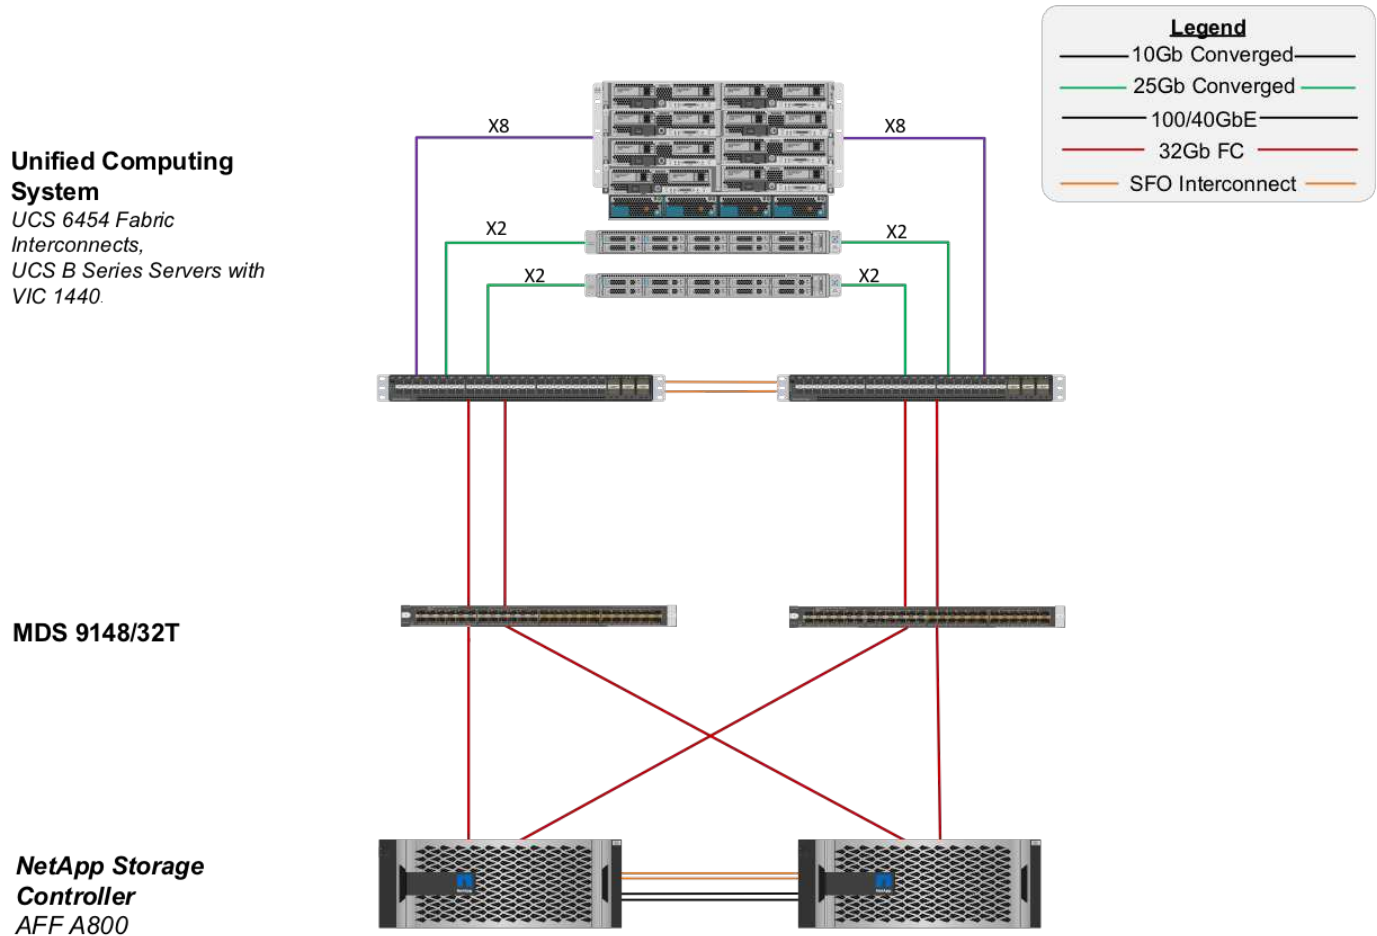 Legend
10Gb Converged
25Gb Converged
100/40GbE
32Gb FC
SFO Interconnect
X8
X8
Unified Computing
System
UCS 6454 Fabric
Interconnects,
UCS B Series Servers with
VIC 1440.
X2
X2
X2
X2
MDS 9148/32T
NetApp Storage
Controller
AFF A800
NetApp
NetApp